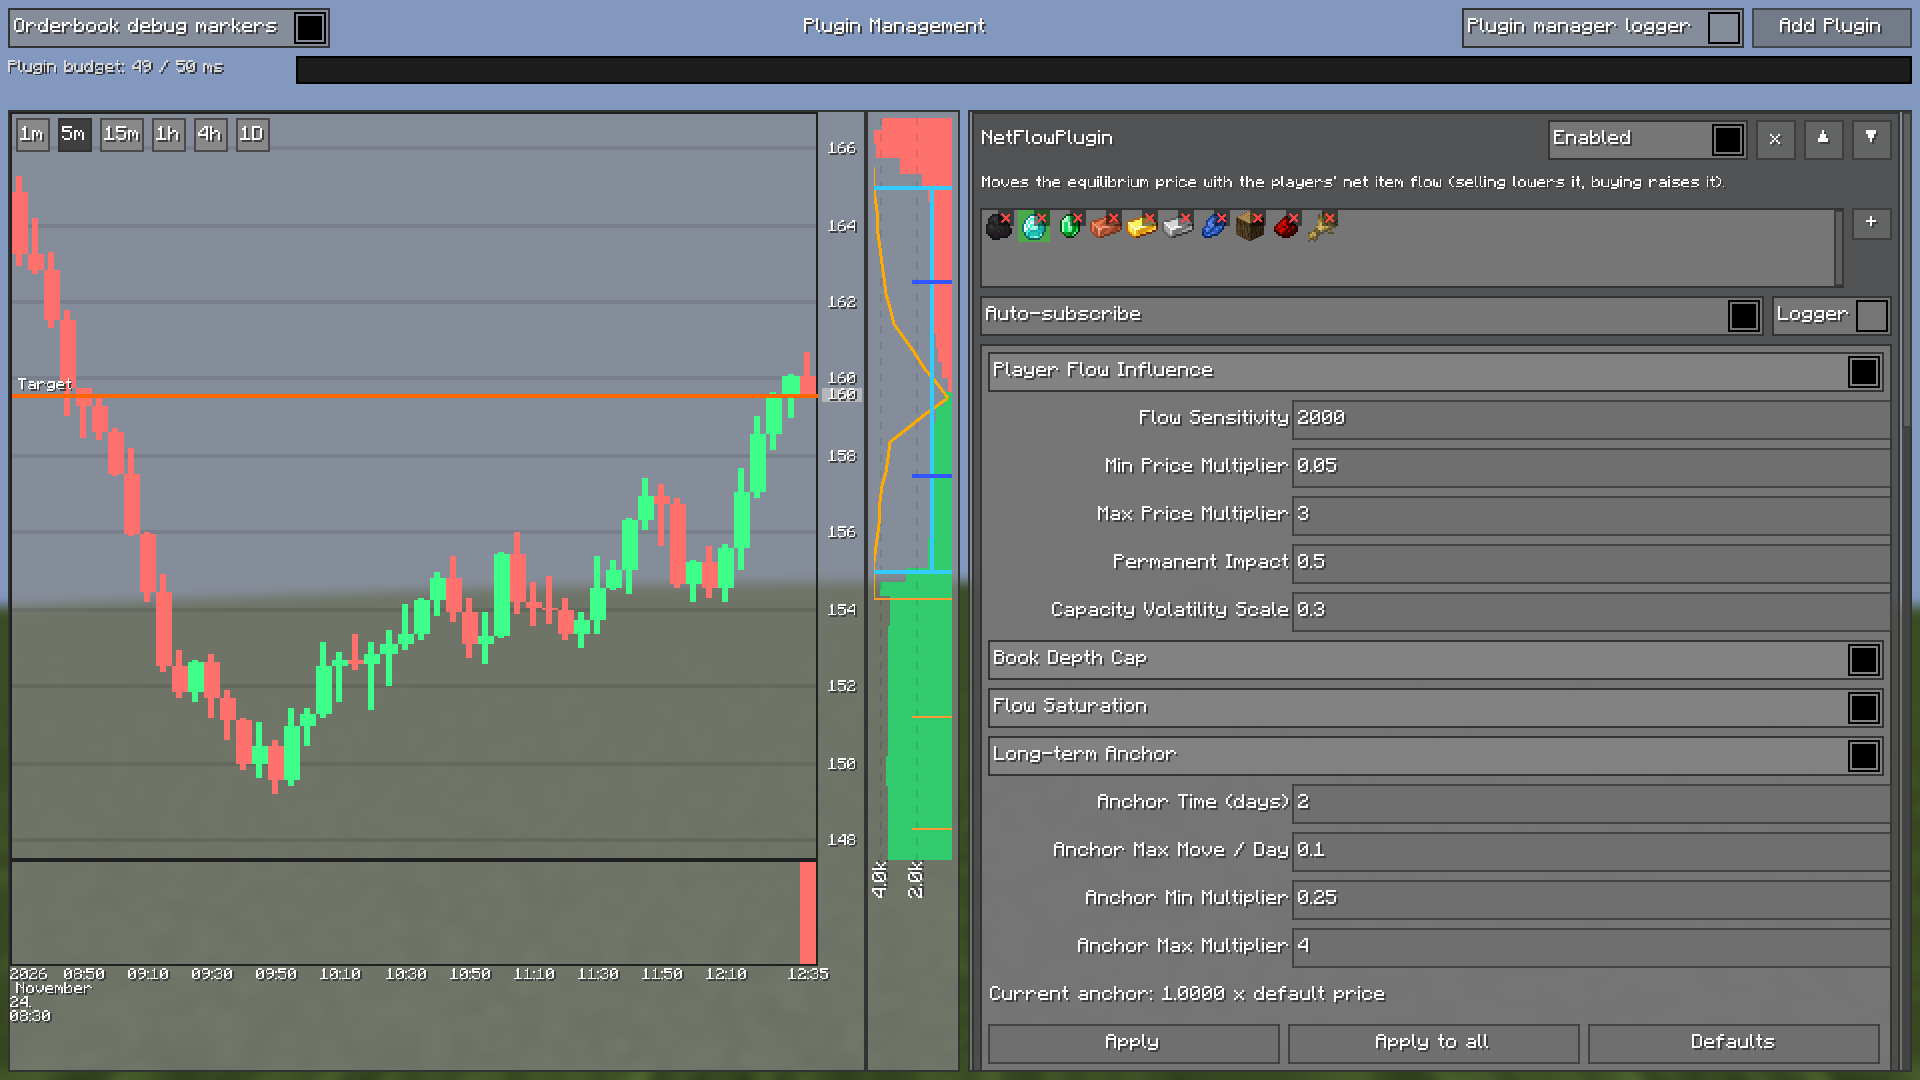 Orderbook debug markers
Plugin Management
Plugin manager logger
Add Plugin
Plugin budget: 49 / 50 ms
1m
5m
15m
1h
4h
1D
166
164
162
160
160
158
156
154
152
150
148
Target
4.0k
2.0k
2026
November
24.
08:30
08:50
09:10
09:30
09:50
10:10
10:30
10:50
11:10
11:30
11:50
12:10
12:35
NetFlowPlugin
Enabled
x
▲
▼
Moves the equilibrium price with the players' net item flow (selling lowers it, buying raises it).
+
Auto-subscribe
Logger
Player Flow Influence
Flow Sensitivity 2000
Min Price Multiplier 0.05
Max Price Multiplier 3
Permanent Impact 0.5
Capacity Volatility Scale 0.3
Book Depth Cap
Flow Saturation
Long-term Anchor
Anchor Time (days) 2
Anchor Max Move / Day 0.1
Anchor Min Multiplier 0.25
Anchor Max Multiplier 4
Current anchor: 1.0000 x default price
Apply
Apply to all
Defaults